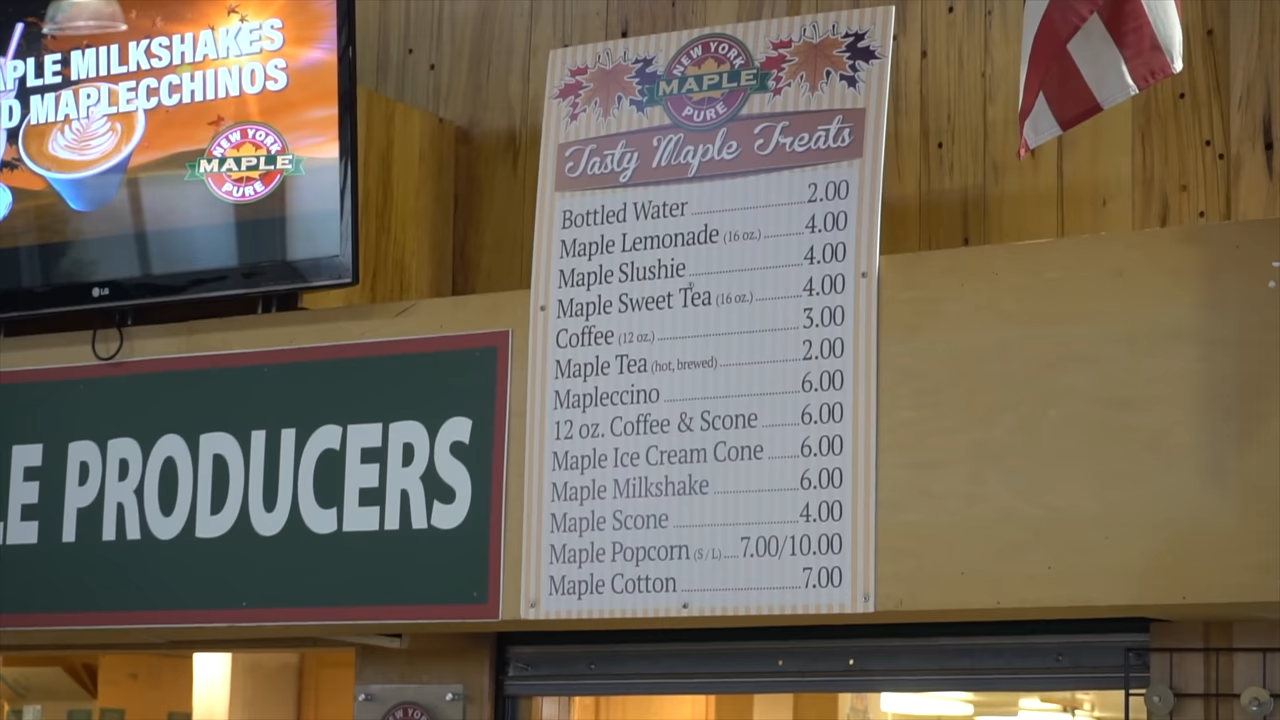 PLE MILKSHAKES
D MAPLECCHINOS
NEW YORK
MAPLE
PURE
LG
LE PRODUCERS
NEW YORK
MAPLE
PURE
Tasty Maple Treats
Bottled Water 2.00
Maple Lemonade (16 oz.) 4.00
Maple Slushie 4.00
Maple Sweet Tea (16 oz.) 4.00
Coffee (12 oz.) 3.00
Maple Tea (hot, brewed) 2.00
Mapleccino 6.00
12 oz. Coffee & Scone 6.00
Maple Ice Cream Cone 6.00
Maple Milkshake 6.00
Maple Scone 4.00
Maple Popcorn (S / L) 7.00/10.00
Maple Cotton 7.00
NEW YORK